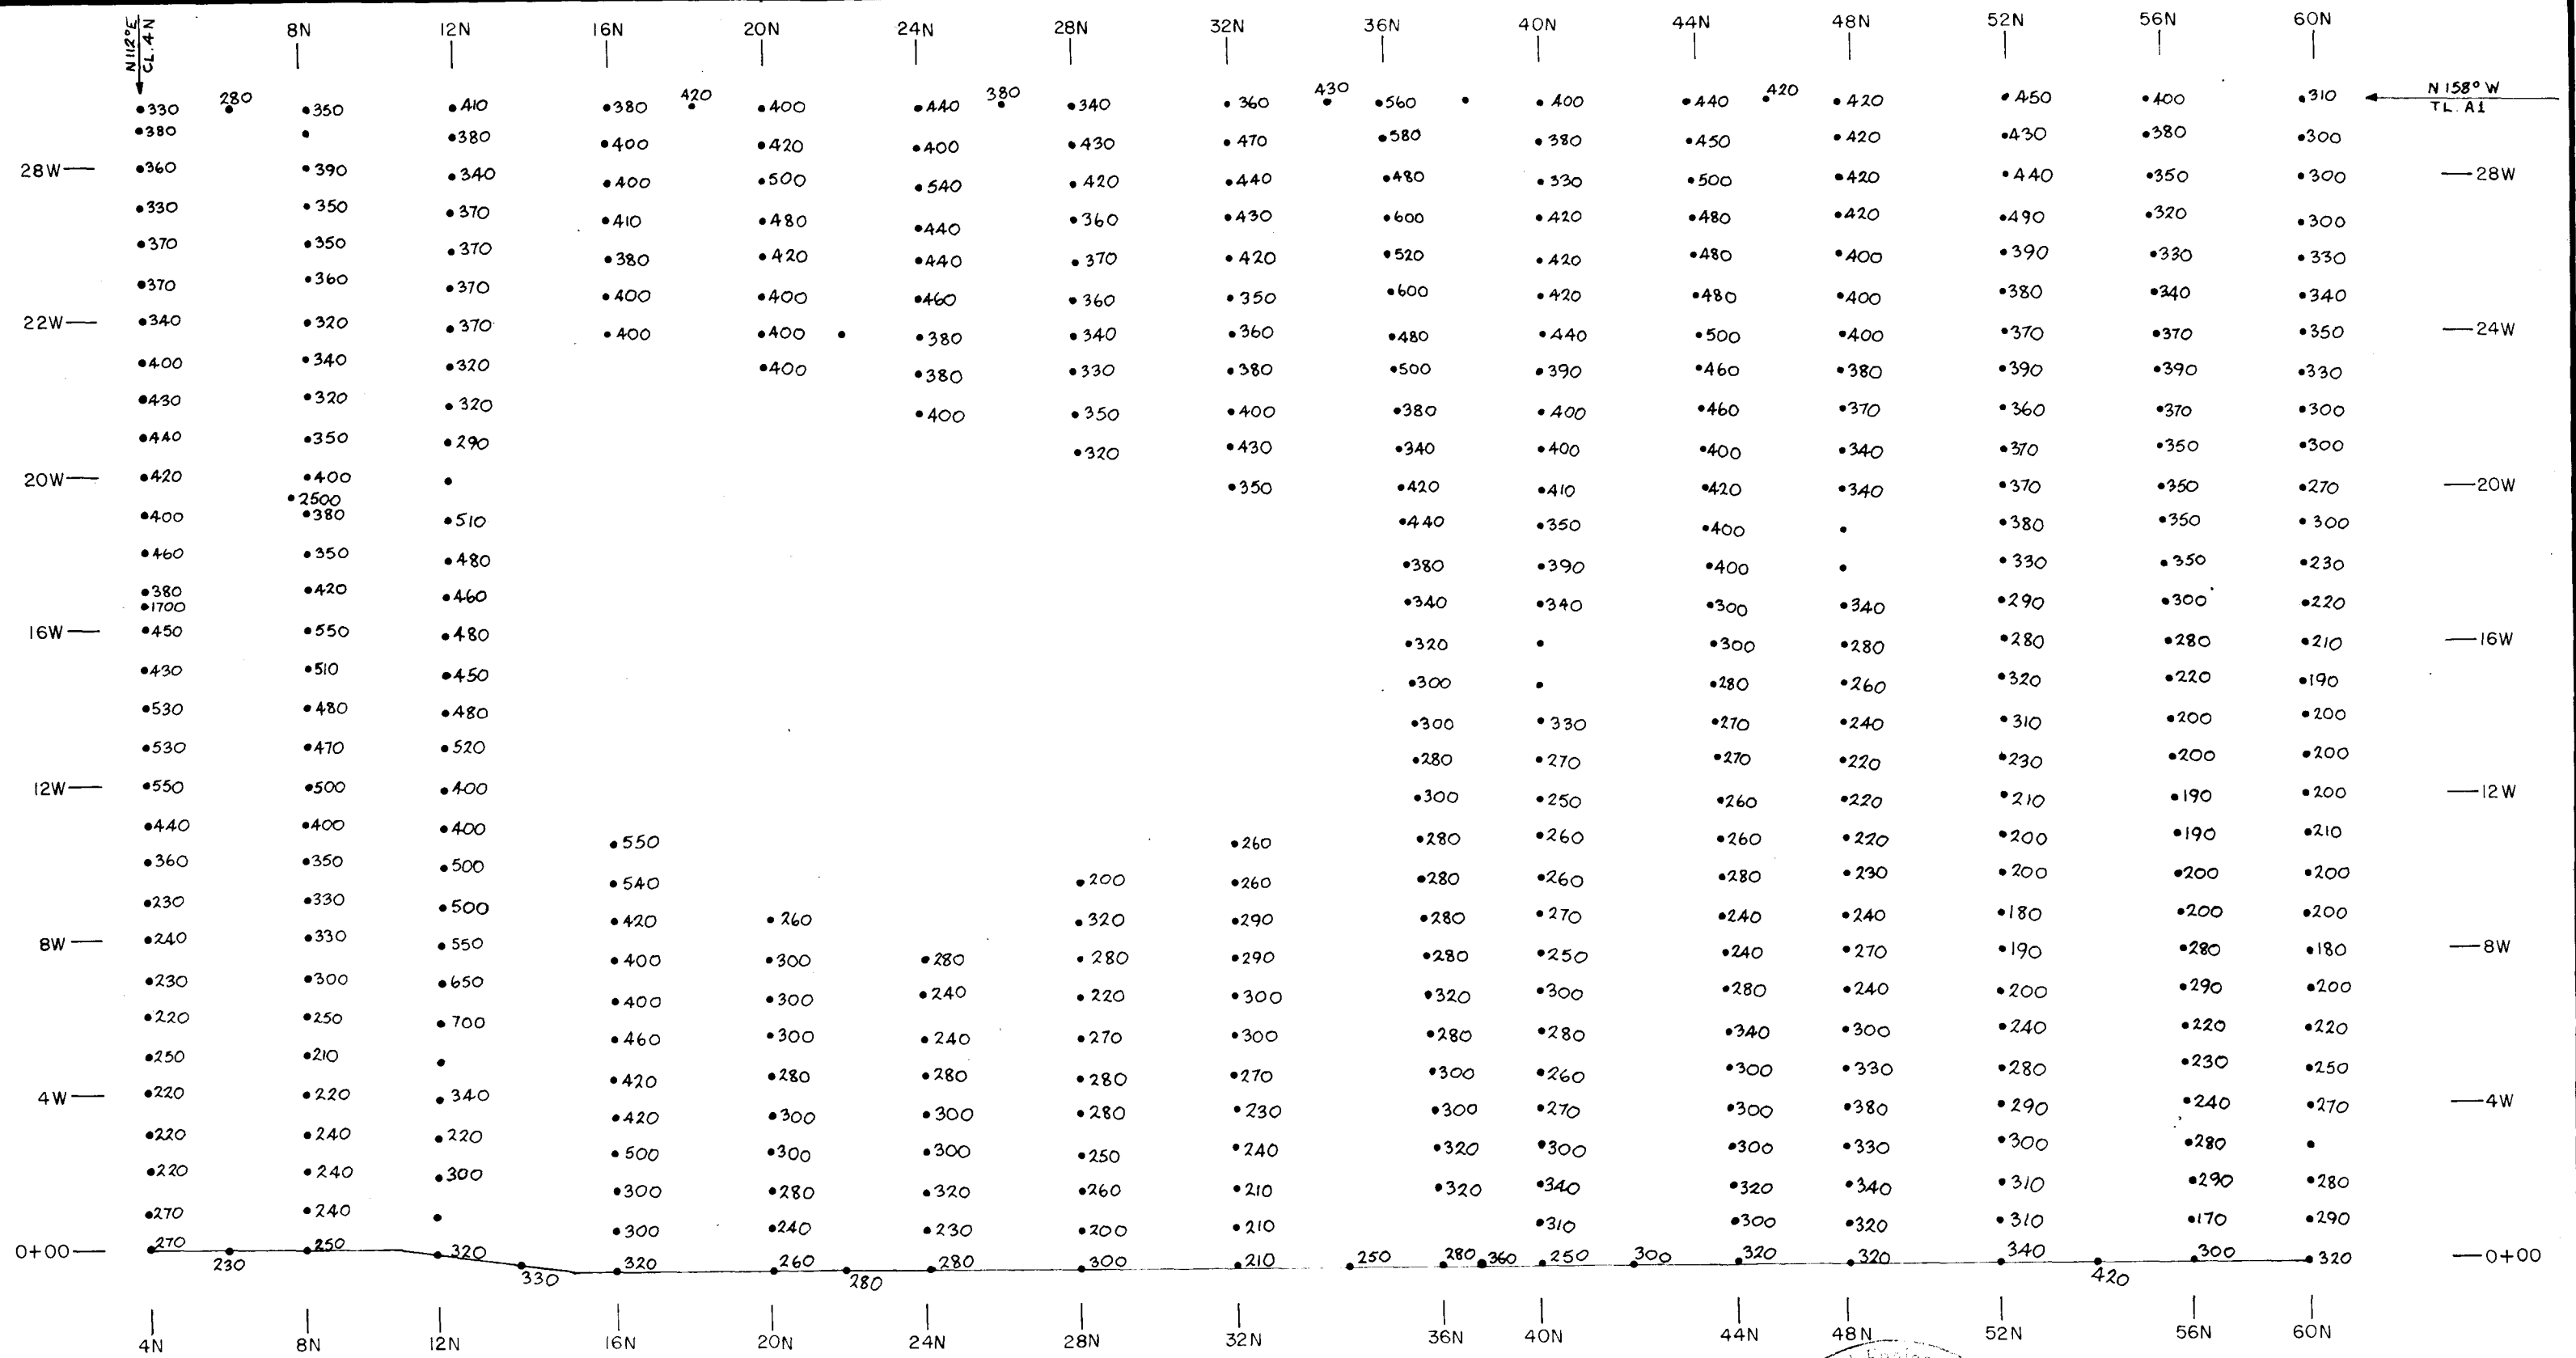 N112°E 8N 12N 16N 20N 24N 28N 32N 36N 40N 44N 48N 52N 56N 60N
CL.4N
N 158° W
TL. A1
330 280 350 410 380 420 400 440 380 340 360 430 560 400 440 420 420 450 400 310
380 380 400 420 400 430 470 580 380 450 420 430 380 300
28W 360 390 340 400 500 540 420 440 480 330 500 420 440 350 300 28W
330 350 370 410 480 440 360 430 600 420 480 420 490 320 300
370 350 370 380 420 440 370 420 520 420 480 400 390 330 330
370 360 370 400 400 460 360 350 600 420 480 400 380 340 340
22W 340 320 370 400 400 380 340 360 480 440 500 400 370 370 350 24W
400 340 320 400 380 330 380 500 390 460 380 390 390 330
430 320 320 400 350 400 380 400 460 370 360 370 300
440 350 290 320 430 340 400 400 340 370 350 300
20W 420 400 350 420 410 420 340 370 350 270 20W
2500
400 380 510 440 350 400 380 350 300
460 350 480 380 390 400 330 350 230
380 420 460 340 340 300 340 290 300 220
1700
16W 450 550 480 320 300 280 280 280 210 16W
430 510 450 300 280 260 320 220 190
530 480 480 300 330 270 240 310 200 200
530 470 520 280 270 270 220 230 200 200
12W 550 500 400 300 250 260 220 210 190 200 12W
440 400 400 550 260 280 260 260 220 200 190 210
360 350 500 540 200 260 280 260 280 230 200 200 200
230 330 500 420 260 320 290 280 270 240 240 180 200 200
8W 240 330 550 400 300 280 280 290 280 250 240 270 190 280 180 8W
230 300 650 400 300 240 220 300 320 300 280 240 200 290 200
220 250 700 460 300 240 270 300 280 280 340 300 240 220 220
250 210 420 280 280 280 270 300 260 300 330 280 230 250
4W 220 220 340 420 300 300 280 230 300 270 300 380 290 240 270 4W
220 240 220 500 300 300 250 240 320 300 300 330 300 280
220 240 300 300 280 320 260 210 320 340 320 340 310 290 280
270 240 300 240 230 200 210 310 300 320 310 170 290
0+00 270 250 320 320 260 280 300 210 250 280 360 250 300 320 320 340 300 320 0+00
230 330 280 420
4N 8N 12N 16N 20N 24N 28N 32N 36N 40N 44N 48N 52N 56N 60N